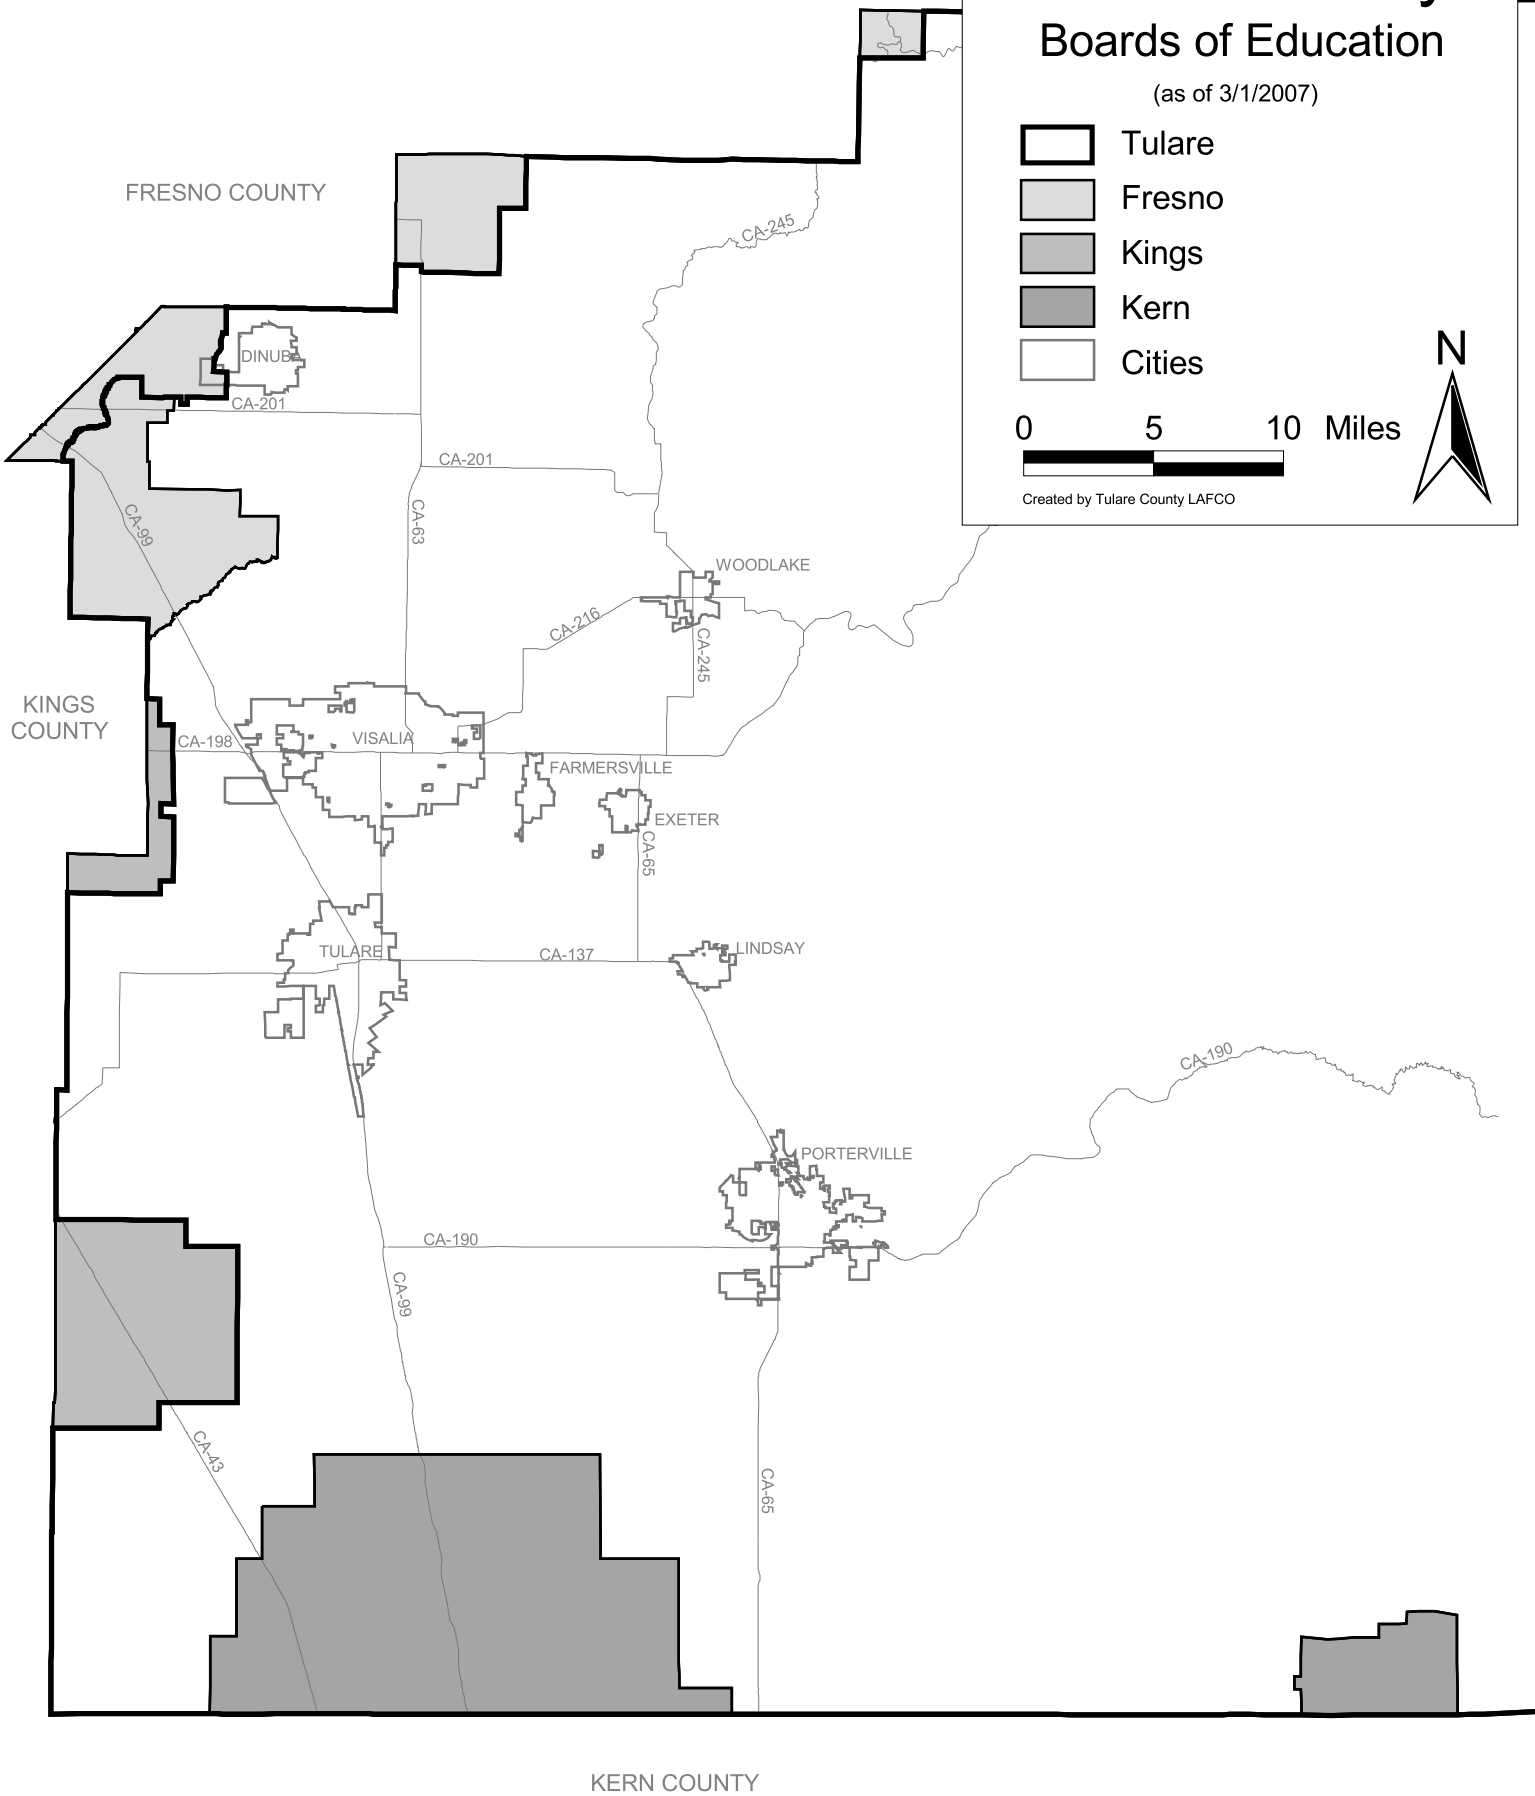 Boards of Education
(as of 3/1/2007)
Tulare
Fresno
Kings
Kern
Cities
N
0 5 10 Miles
Created by Tulare County LAFCO
FRESNO COUNTY
CA-245
DINUBA
CA-201
CA-201
CA-99
CA-63
WOODLAKE
CA-216
CA-245
KINGS
COUNTY
CA-198
VISALIA
FARMERSVILLE
EXETER
CA-65
TULARE
CA-137
LINDSAY
CA-190
PORTERVILLE
CA-190
CA-99
CA-43
CA-65
KERN COUNTY